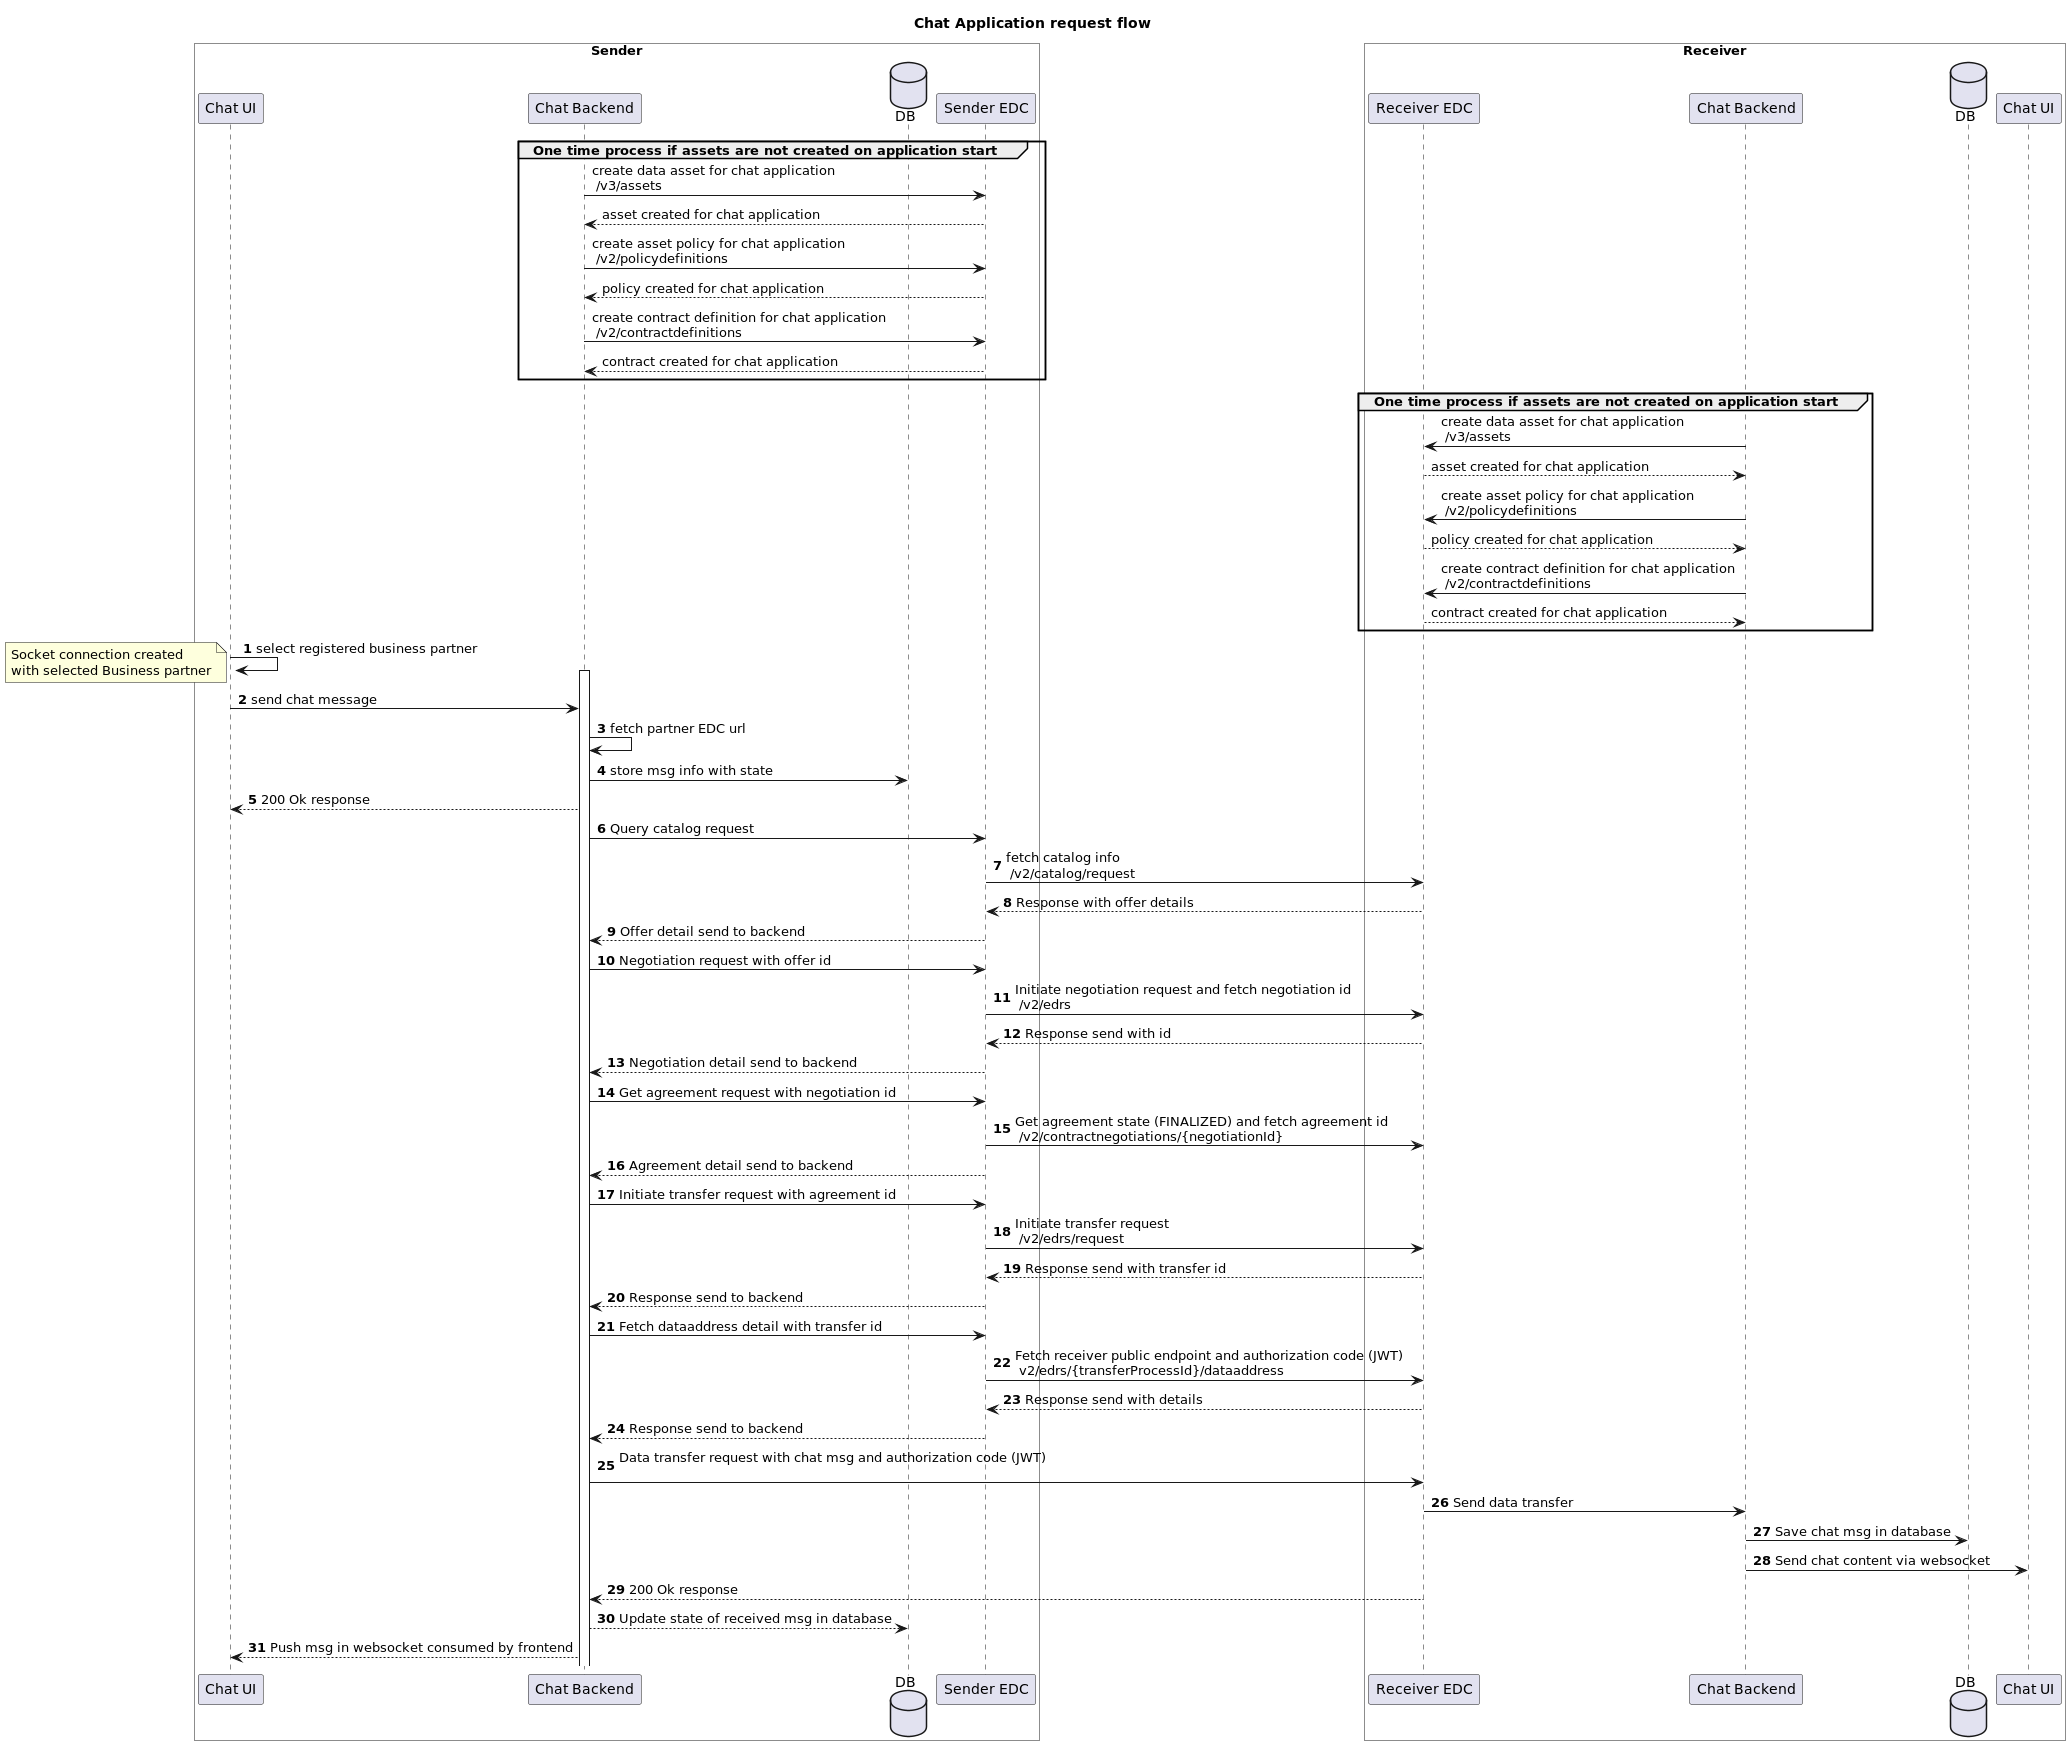 Chat Application request flow
Sender
Receiver
Chat UI
Chat Backend
DB
Sender EDC
Receiver EDC
Chat Backend
DB
Chat UI
One time process if assets are not created on application start
create data asset for chat application
/v3/assets
asset created for chat application
create asset policy for chat application
/v2/policydefinitions
policy created for chat application
create contract definition for chat application
/v2/contractdefinitions
contract created for chat application
One time process if assets are not created on application start
create data asset for chat application
/v3/assets
asset created for chat application
create asset policy for chat application
/v2/policydefinitions
policy created for chat application
create contract definition for chat application
/v2/contractdefinitions
contract created for chat application
Socket connection created
with selected Business partner
1 select registered business partner
2 send chat message
3 fetch partner EDC url
4 store msg info with state
5 200 Ok response
6 Query catalog request
7 fetch catalog info
/v2/catalog/request
8 Response with offer details
9 Offer detail send to backend
10 Negotiation request with offer id
11 Initiate negotiation request and fetch negotiation id
/v2/edrs
12 Response send with id
13 Negotiation detail send to backend
14 Get agreement request with negotiation id
15 Get agreement state (FINALIZED) and fetch agreement id
/v2/contractnegotiations/{negotiationId}
16 Agreement detail send to backend
17 Initiate transfer request with agreement id
18 Initiate transfer request
/v2/edrs/request
19 Response send with transfer id
20 Response send to backend
21 Fetch dataaddress detail with transfer id
22 Fetch receiver public endpoint and authorization code (JWT)
v2/edrs/{transferProcessId}/dataaddress
23 Response send with details
24 Response send to backend
25 Data transfer request with chat msg and authorization code (JWT)
26 Send data transfer
27 Save chat msg in database
28 Send chat content via websocket
29 200 Ok response
30 Update state of received msg in database
31 Push msg in websocket consumed by frontend
Chat UI
Chat Backend
DB
Sender EDC
Receiver EDC
Chat Backend
DB
Chat UI